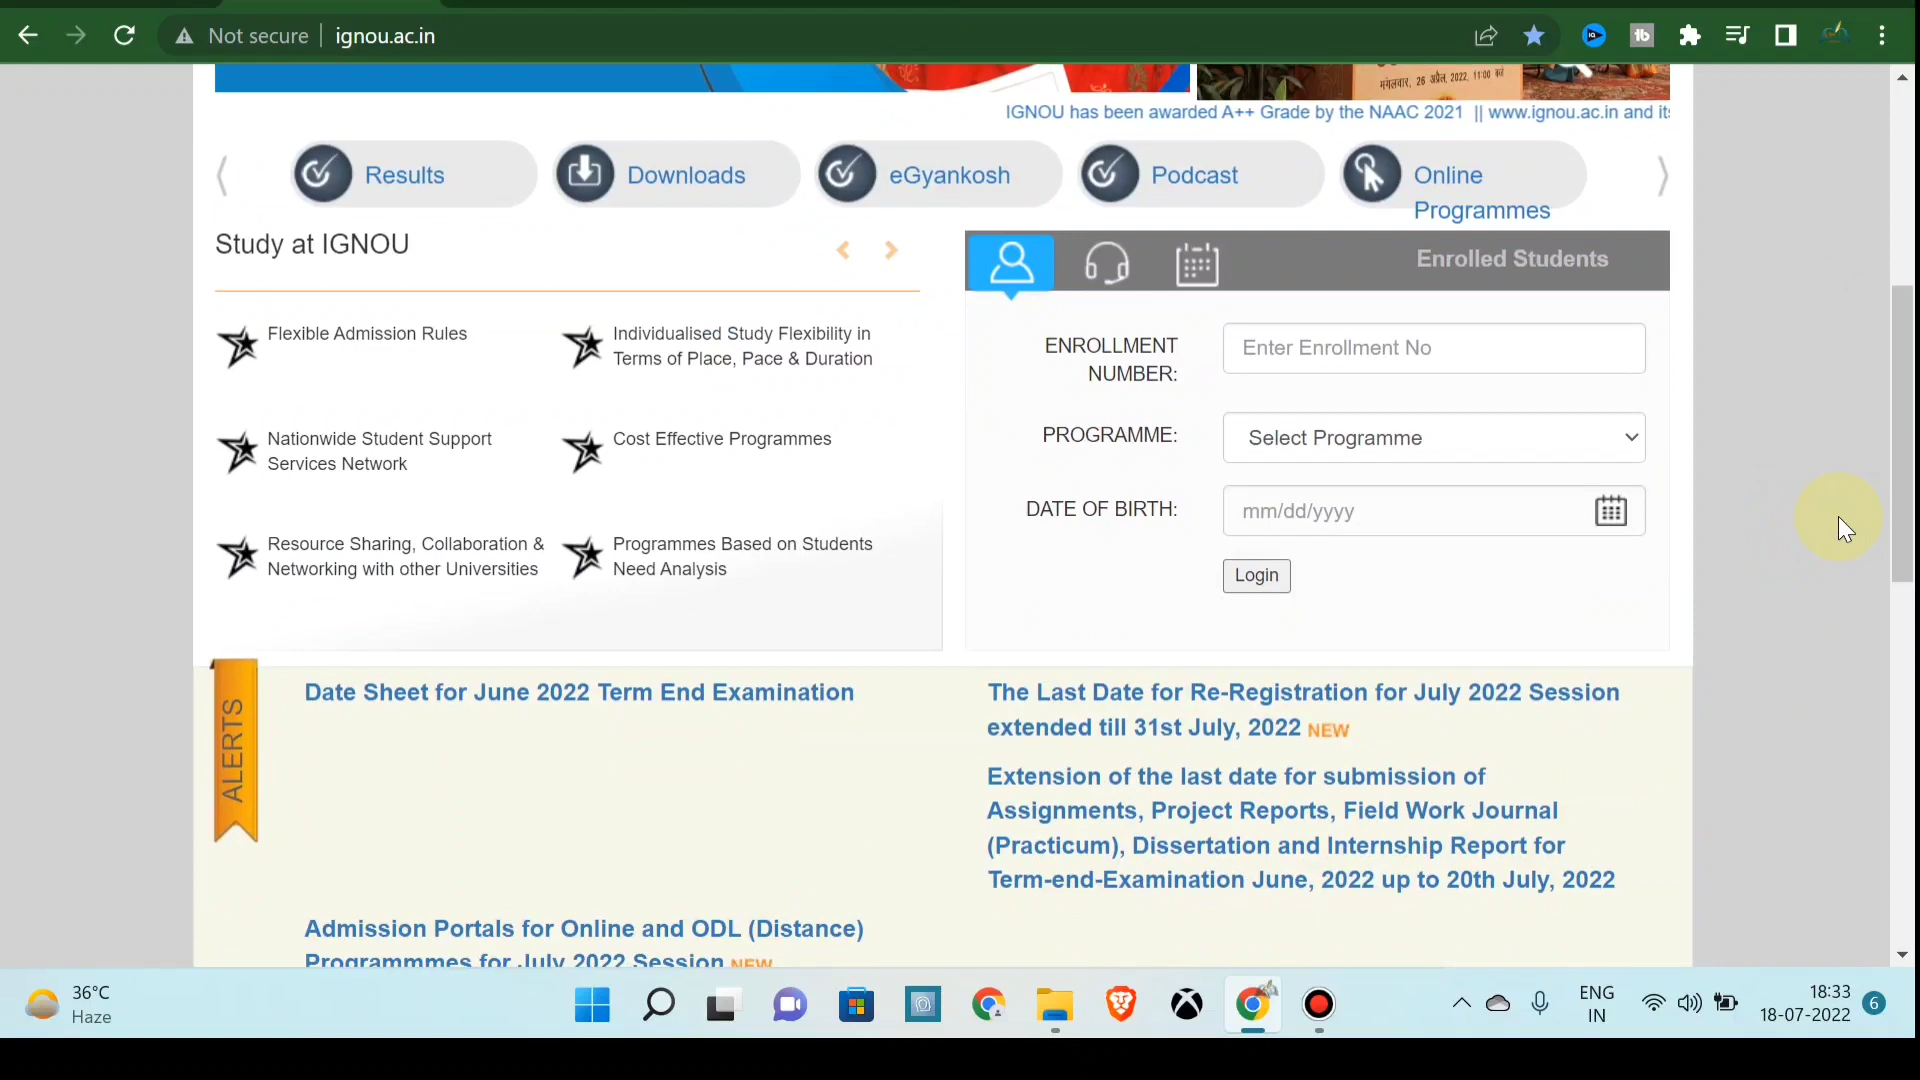 Not secure ignou.ac.in
मंगलवार, 26 अप्रैल, 2022, 11:00 बजे
IGNOU has been awarded A++ Grade by the NAAC 2021 || www.ignou.ac.in and its
Results Downloads eGyankosh Podcast Online
Programmes
Study at IGNOU
Flexible Admission Rules
Individualised Study Flexibility in
Terms of Place, Pace & Duration
Nationwide Student Support
Services Network
Cost Effective Programmes
Resource Sharing, Collaboration &
Networking with other Universities
Programmes Based on Students
Need Analysis
Enrolled Students
ENROLLMENT
NUMBER:
Enter Enrollment No
PROGRAMME:
Select Programme
DATE OF BIRTH:
mm/dd/yyyy
Login
ALERTS
Date Sheet for June 2022 Term End Examination
The Last Date for Re-Registration for July 2022 Session
extended till 31st July, 2022 NEW
Extension of the last date for submission of
Assignments, Project Reports, Field Work Journal
(Practicum), Dissertation and Internship Report for
Term-end-Examination June, 2022 up to 20th July, 2022
Admission Portals for Online and ODL (Distance)
Programmmes for July 2022 Session NEW
36°C
Haze
ENG
IN
18:33
18-07-2022
6